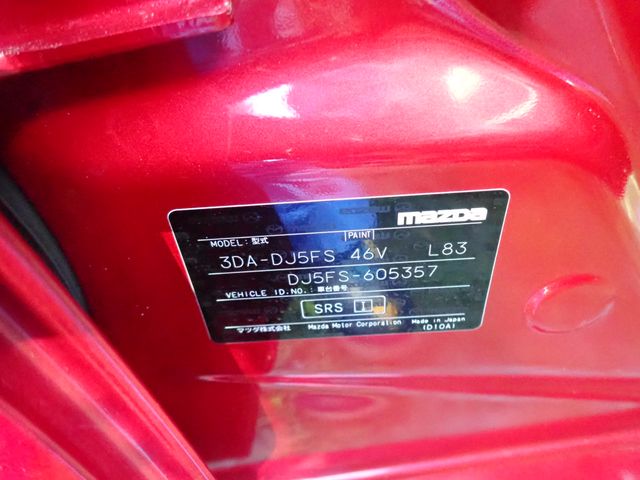 mazda
MODEL:型式 PAINT
3DA-DJ5FS 46V L83
DJ5FS-605357
VEHICLE ID.NO.:車台番号
SRS
マツダ株式会社 Mazda Motor Corporation Made in Japan
(D10A)